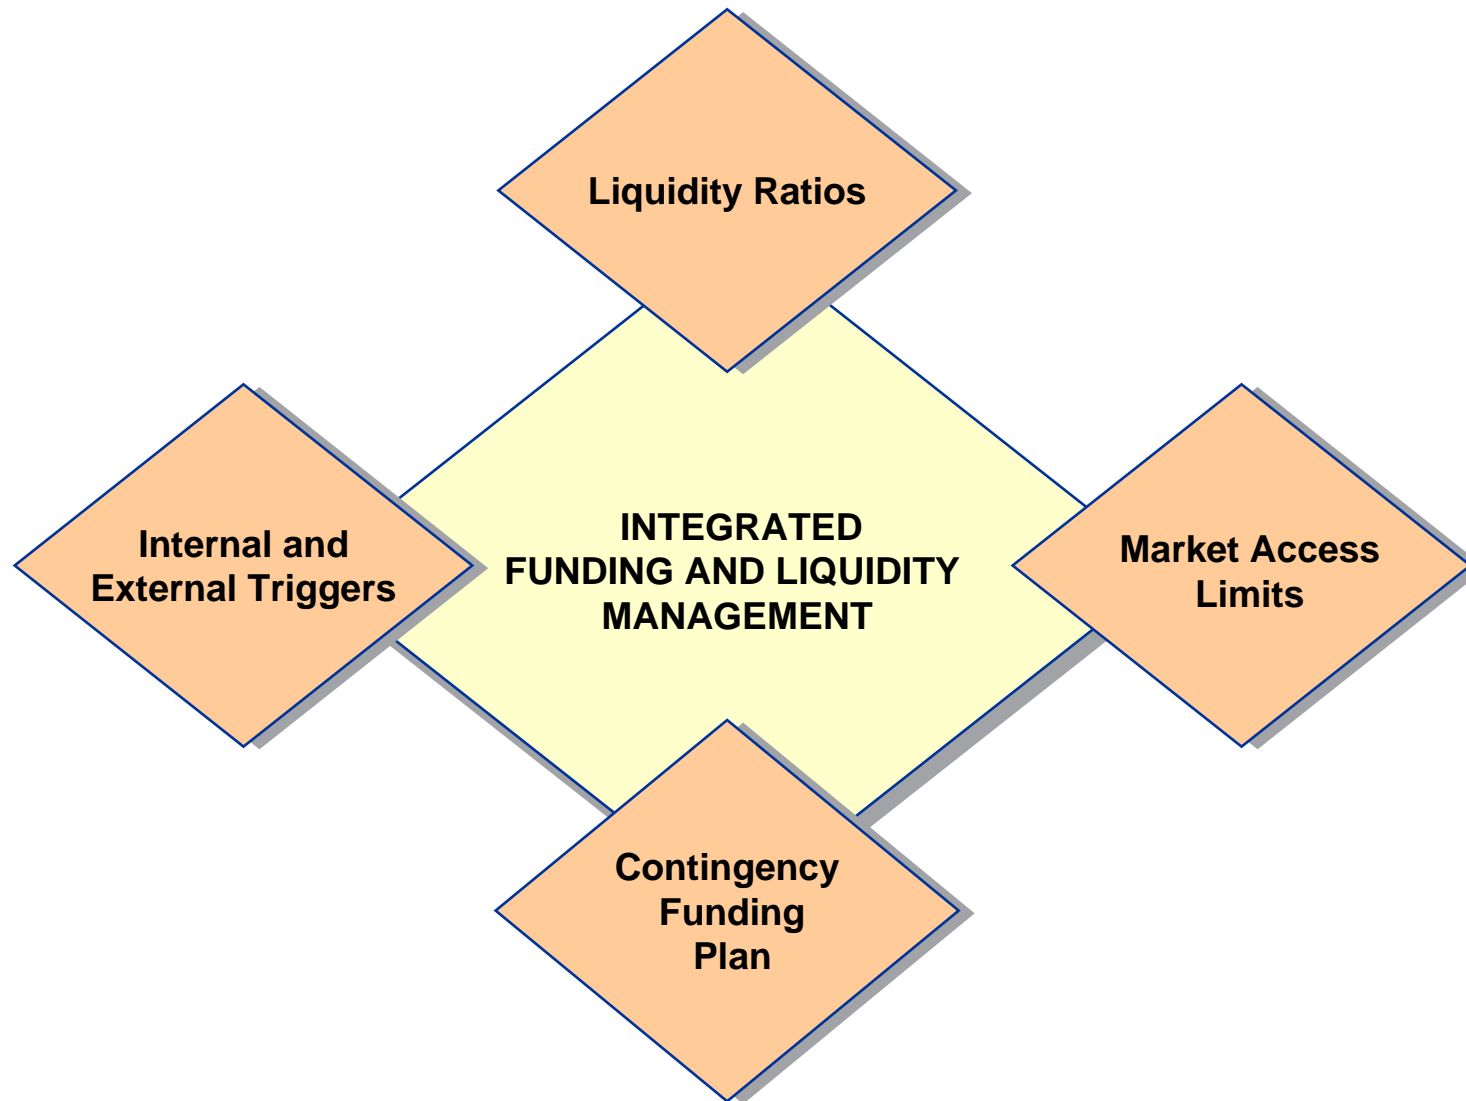 Liquidity Ratios
Internal and
External Triggers
INTEGRATED
FUNDING AND LIQUIDITY
MANAGEMENT
Market Access
Limits
Contingency
Funding
Plan